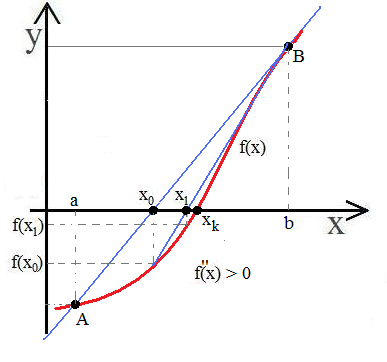 y
B
f(x)
a
x₀
x₁
xₖ
b
x
f(x₁)
f(x₀)
f''(x) > 0
A